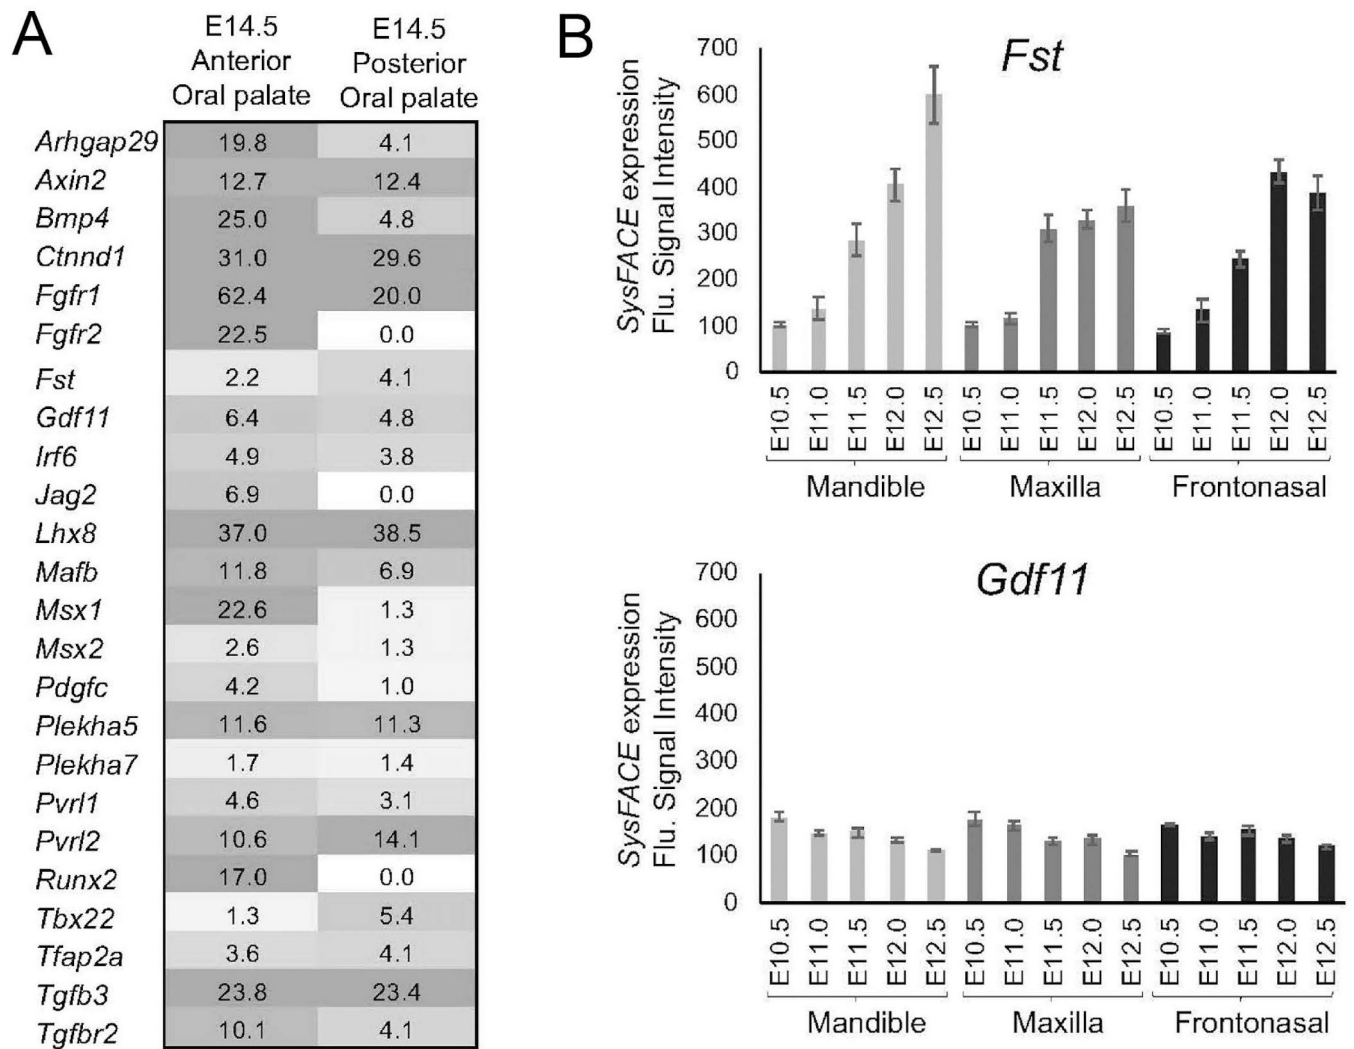 A
E14.5 E14.5
Anterior Posterior
Oral palate Oral palate
Arhgap29 19.8 4.1
Axin2 12.7 12.4
Bmp4 25.0 4.8
Ctnnd1 31.0 29.6
Fgfr1 62.4 20.0
Fgfr2 22.5 0.0
Fst 2.2 4.1
Gdf11 6.4 4.8
Irf6 4.9 3.8
Jag2 6.9 0.0
Lhx8 37.0 38.5
Mafb 11.8 6.9
Msx1 22.6 1.3
Msx2 2.6 1.3
Pdgfc 4.2 1.0
Plekha5 11.6 11.3
Plekha7 1.7 1.4
Pvrl1 4.6 3.1
Pvrl2 10.6 14.1
Runx2 17.0 0.0
Tbx22 1.3 5.4
Tfap2a 3.6 4.1
Tgfb3 23.8 23.4
Tgfbr2 10.1 4.1
B
Fst
SysFACE expression
Flu. Signal Intensity
700
600
500
400
300
200
100
0
E10.5 E11.0 E11.5 E12.0 E12.5 E10.5 E11.0 E11.5 E12.0 E12.5 E10.5 E11.0 E11.5 E12.0 E12.5
Mandible Maxilla Frontonasal
Gdf11
SysFACE expression
Flu. Signal Intensity
700
600
500
400
300
200
100
0
E10.5 E11.0 E11.5 E12.0 E12.5 E10.5 E11.0 E11.5 E12.0 E12.5 E10.5 E11.0 E11.5 E12.0 E12.5
Mandible Maxilla Frontonasal